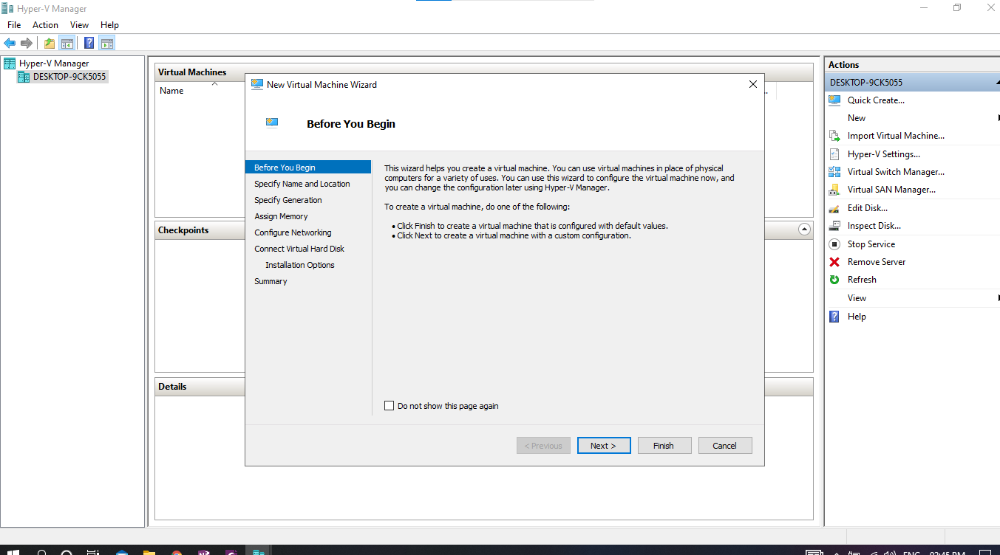 Hyper-V Manager
File Action View Help
Hyper-V Manager
DESKTOP-9CK5055
Virtual Machines
Name
Checkpoints
Details
New Virtual Machine Wizard
Before You Begin
Before You Begin
Specify Name and Location
Specify Generation
Assign Memory
Configure Networking
Connect Virtual Hard Disk
Installation Options
Summary
This wizard helps you create a virtual machine. You can use virtual machines in place of physical
computers for a variety of uses. You can use this wizard to configure the virtual machine now, and
you can change the configuration later using Hyper-V Manager.
To create a virtual machine, do one of the following:
• Click Finish to create a virtual machine that is configured with default values.
• Click Next to create a virtual machine with a custom configuration.
Do not show this page again
< Previous Next > Finish Cancel
Actions
DESKTOP-9CK5055
Quick Create...
New
Import Virtual Machine...
Hyper-V Settings...
Virtual Switch Manager...
Virtual SAN Manager...
Edit Disk...
Inspect Disk...
Stop Service
Remove Server
Refresh
View
Help
ENG 02:45 PM